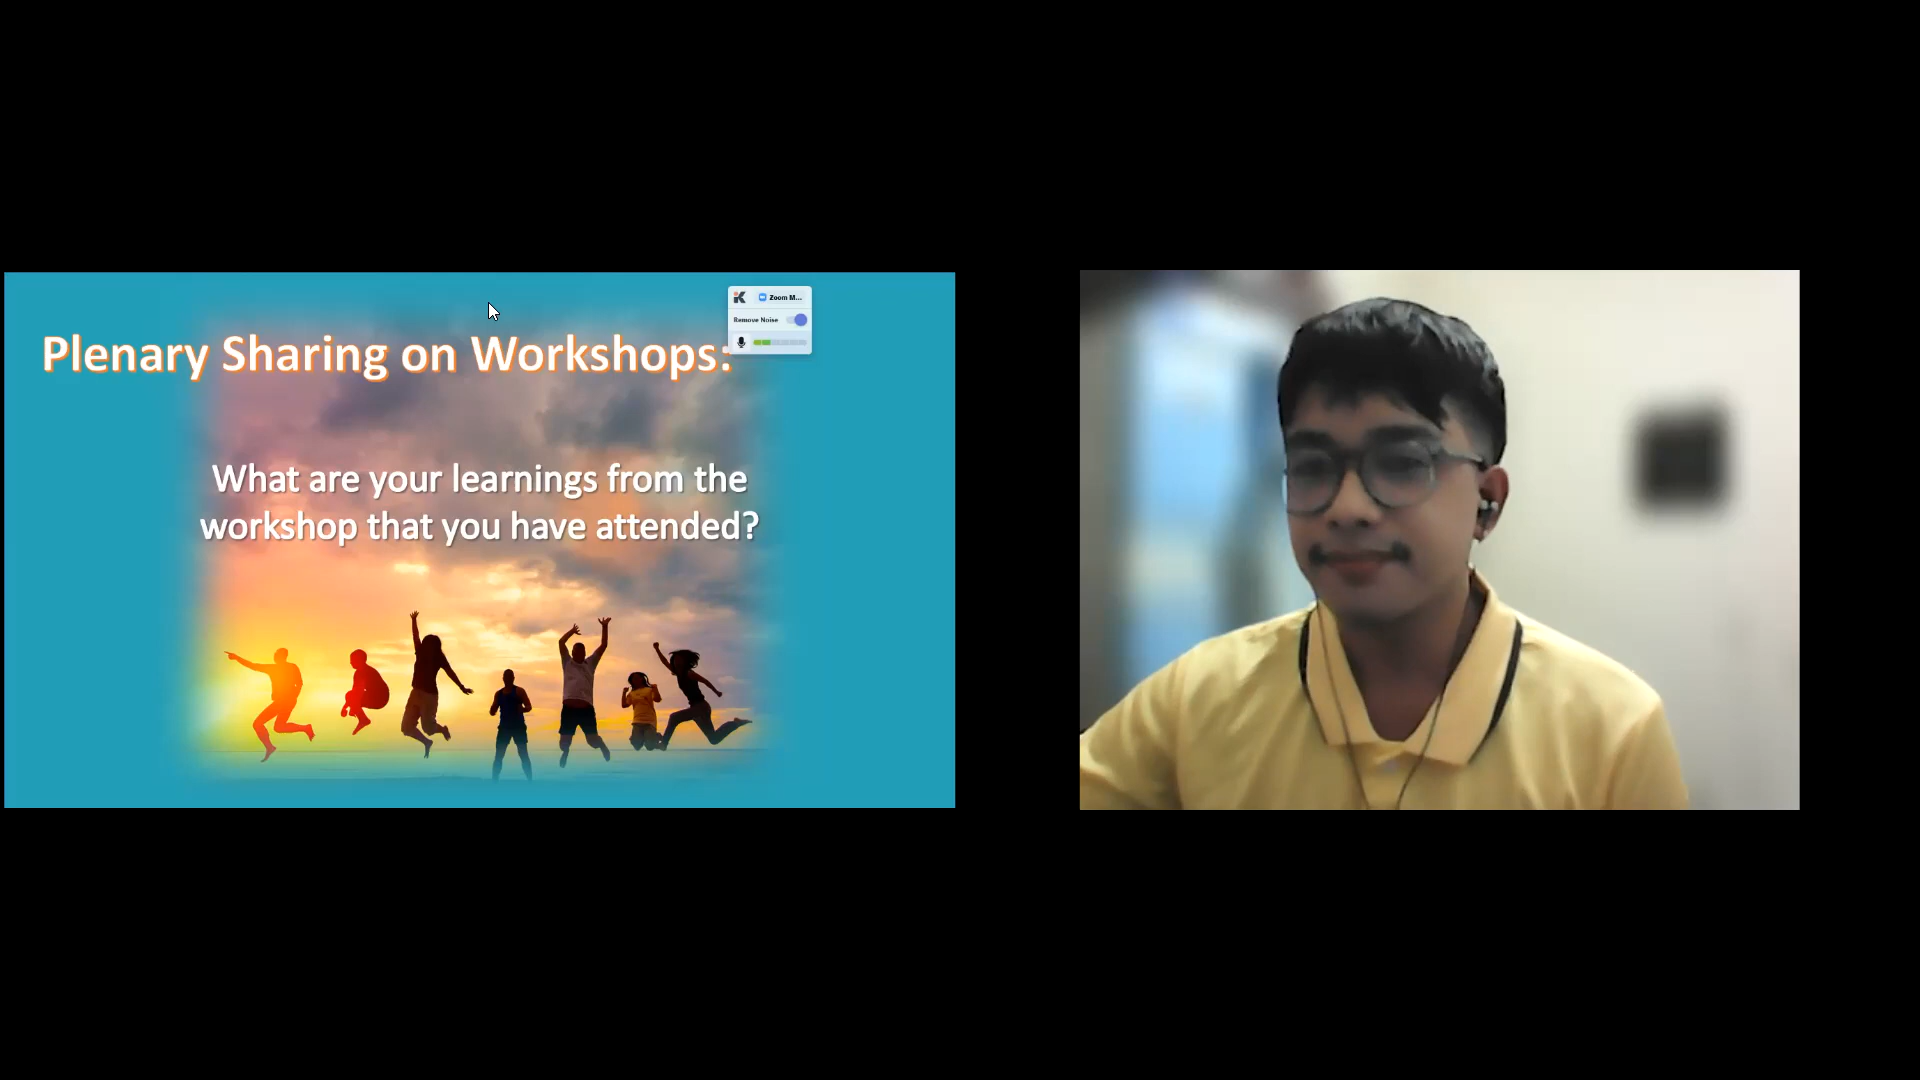 Plenary Sharing on Workshops:
What are your learnings from the
workshop that you have attended?
Zoom M...
Remove Noise